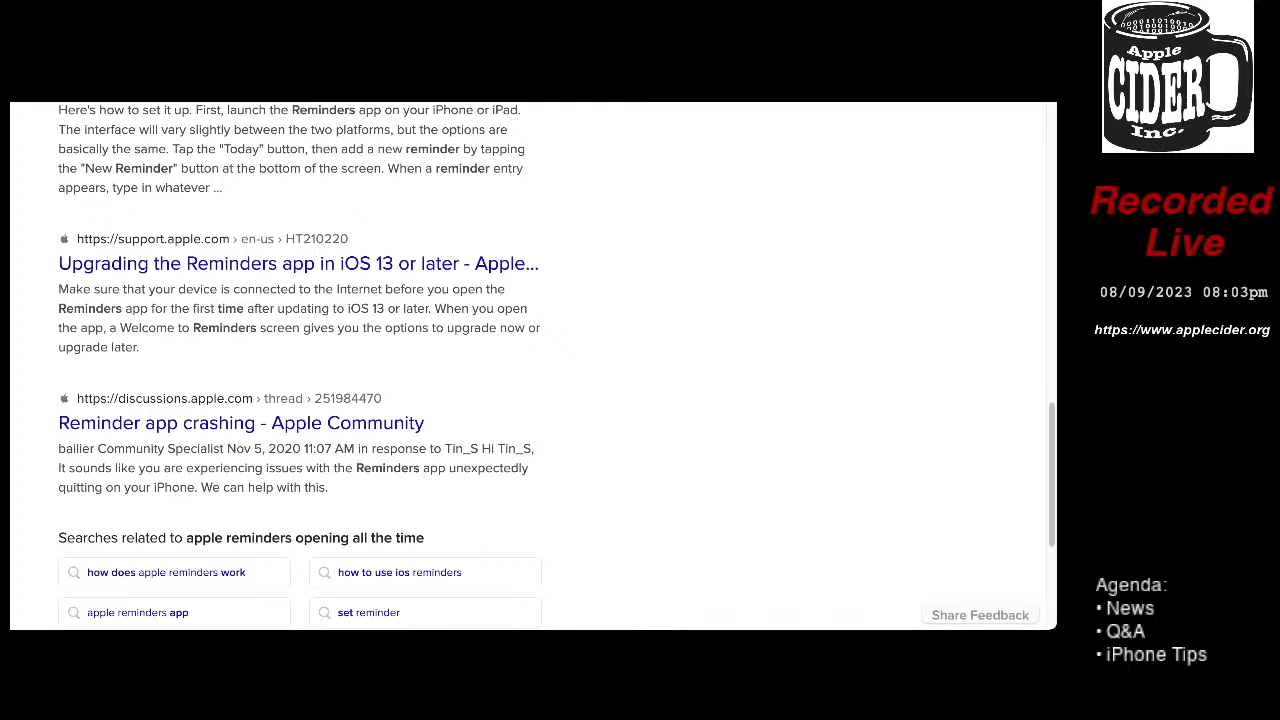 Here's how to set it up. First, launch the Reminders app on your iPhone or iPad.
The interface will vary slightly between the two platforms, but the options are
basically the same. Tap the "Today" button, then add a new reminder by tapping
the "New Reminder" button at the bottom of the screen. When a reminder entry
appears, type in whatever ...
https://support.apple.com › en-us › HT210220
Upgrading the Reminders app in iOS 13 or later - Apple...
Make sure that your device is connected to the Internet before you open the
Reminders app for the first time after updating to iOS 13 or later. When you open
the app, a Welcome to Reminders screen gives you the options to upgrade now or
upgrade later.
https://discussions.apple.com › thread › 251984470
Reminder app crashing - Apple Community
bailier Community Specialist Nov 5, 2020 11:07 AM in response to Tin_S Hi Tin_S,
It sounds like you are experiencing issues with the Reminders app unexpectedly
quitting on your iPhone. We can help with this.
Searches related to apple reminders opening all the time
how does apple reminders work
how to use ios reminders
apple reminders app
set reminder
Share Feedback
Apple
CIDER
Inc.
Recorded
Live
08/09/2023 08:03pm
https://www.applecider.org
Agenda:
• News
• Q&A
• iPhone Tips